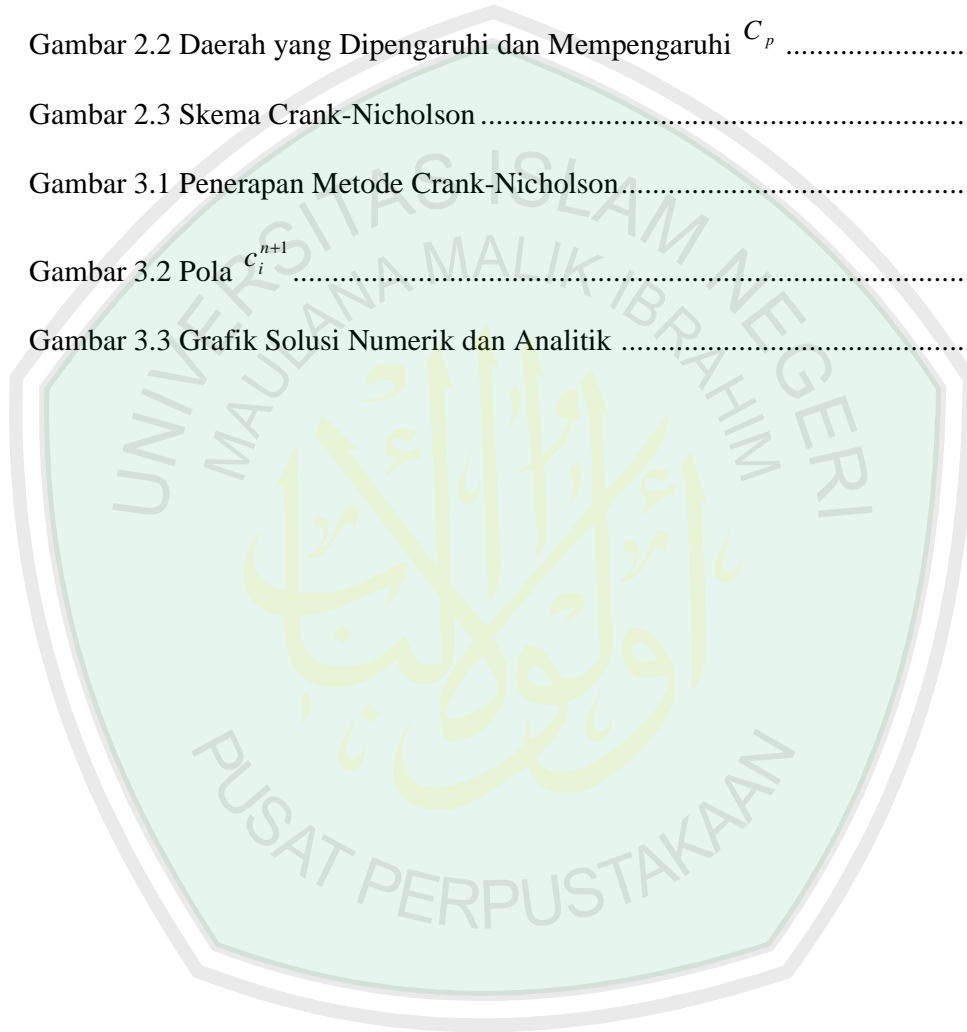 Gambar 2.2 Daerah yang Dipengaruhi dan Mempengaruhi C_p ......................
Gambar 2.3 Skema Crank-Nicholson ............................................................
Gambar 3.1 Penerapan Metode Crank-Nicholson..........................................
Gambar 3.2 Pola c_i^{n+1}....................................................................................
Gambar 3.3 Grafik Solusi Numerik dan Analitik ..........................................
UNIVERSITAS ISLAM NEGERI
MAULANA MALIK IBRAHIM
PUSAT PERPUSTAKAAN